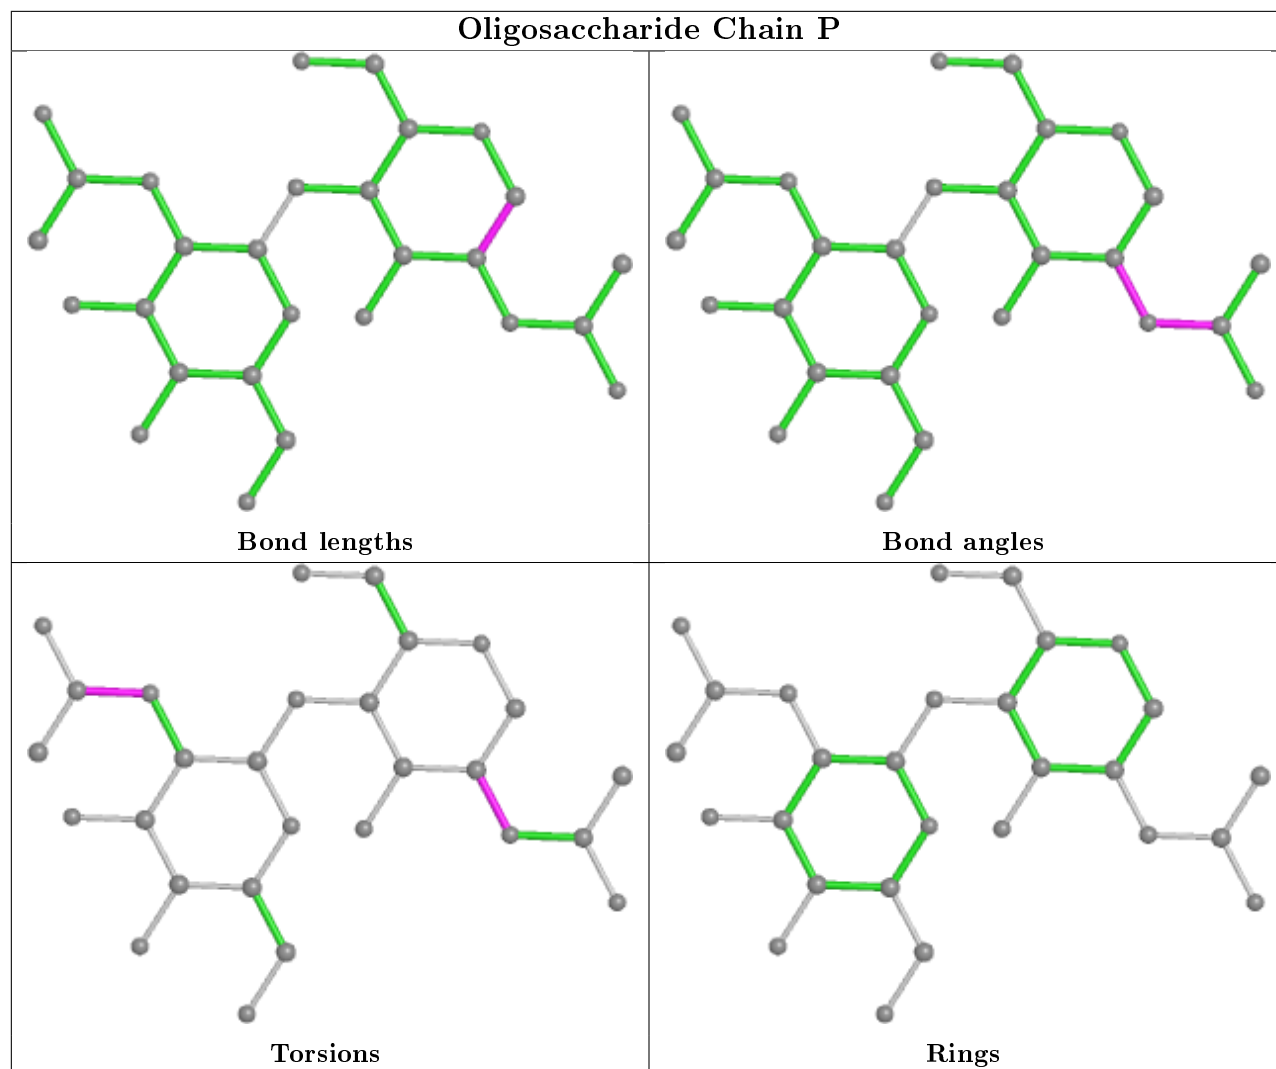 Oligosaccharide Chain P
Bond lengths
Bond angles
Torsions
Rings